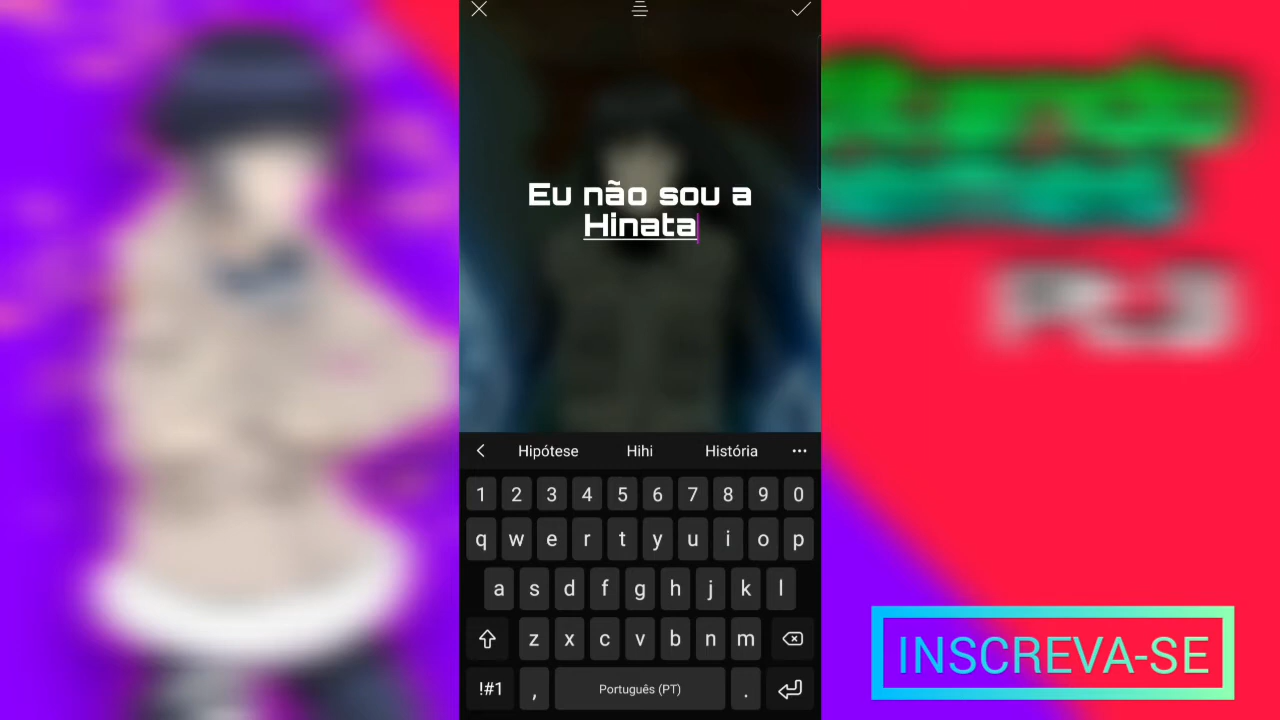 Eu não sou a
Hinata
Hipótese Hihi História
1 2 3 4 5 6 7 8 9 0
q w e r t y u i o p
a s d f g h j k l
z x c v b n m
!#1 , Português (PT) .
INSCREVA-SE